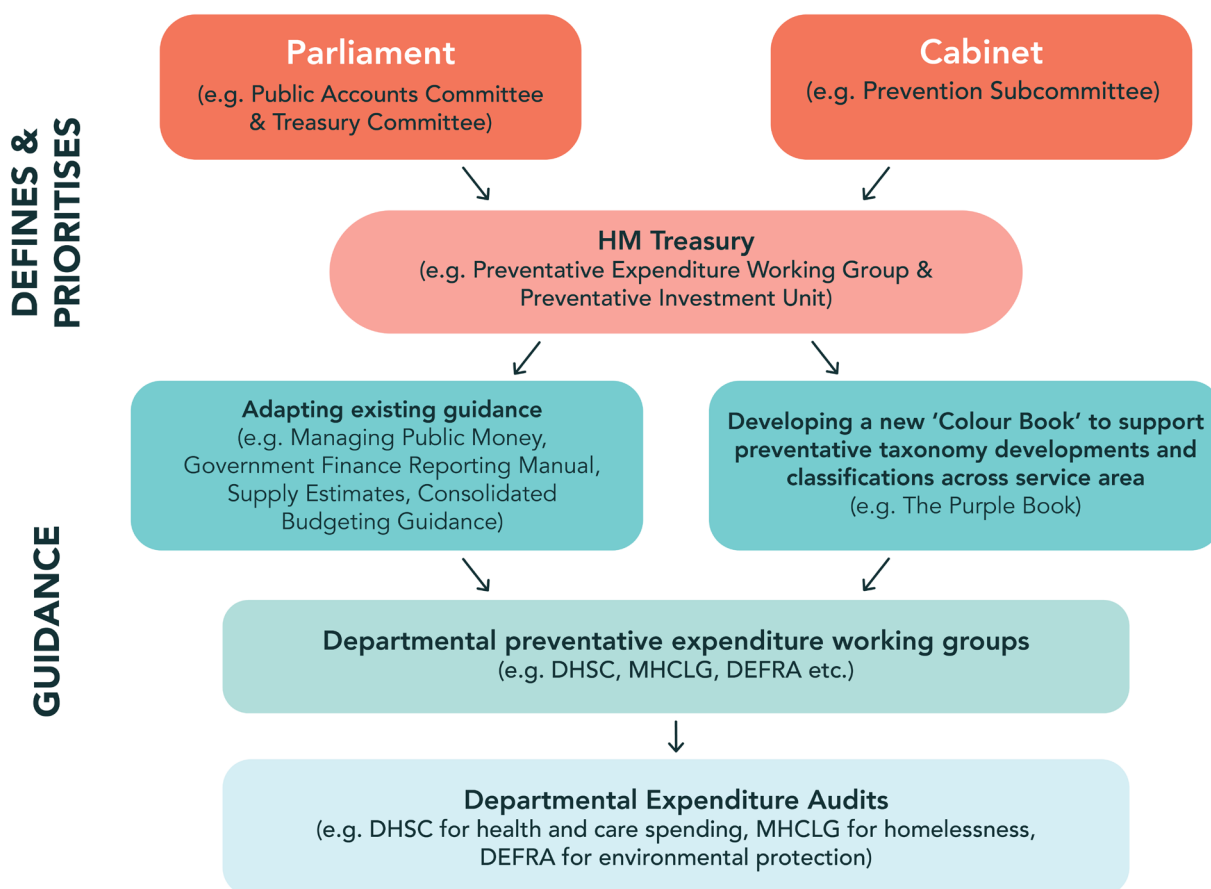 DEFINES &
PRIORITISES
Parliament
(e.g. Public Accounts Committee
& Treasury Committee)
Cabinet
(e.g. Prevention Subcommittee)
HM Treasury
(e.g. Preventative Expenditure Working Group &
Preventative Investment Unit)
GUIDANCE
Adapting existing guidance
(e.g. Managing Public Money,
Government Finance Reporting Manual,
Supply Estimates, Consolidated
Budgeting Guidance)
Developing a new ‘Colour Book’ to support
preventative taxonomy developments and
classifications across service area
(e.g. The Purple Book)
Departmental preventative expenditure working groups
(e.g. DHSC, MHCLG, DEFRA etc.)
Departmental Expenditure Audits
(e.g. DHSC for health and care spending, MHCLG for homelessness,
DEFRA for environmental protection)